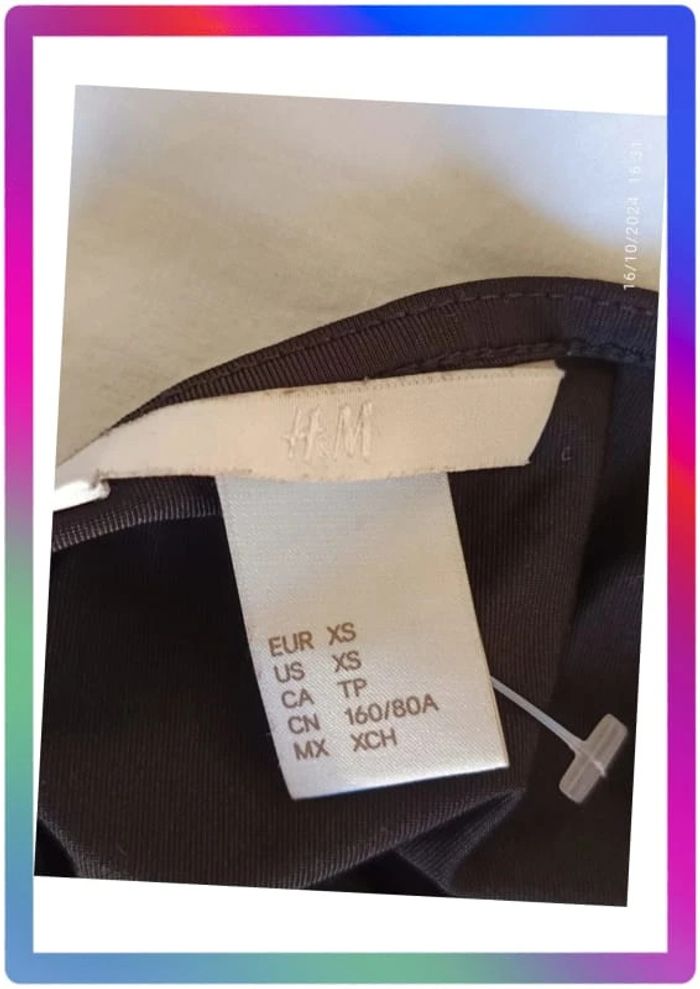 16/10/2024 16:31
H&M
EUR XS
US XS
CA TP
CN 160/80A
MX XCH